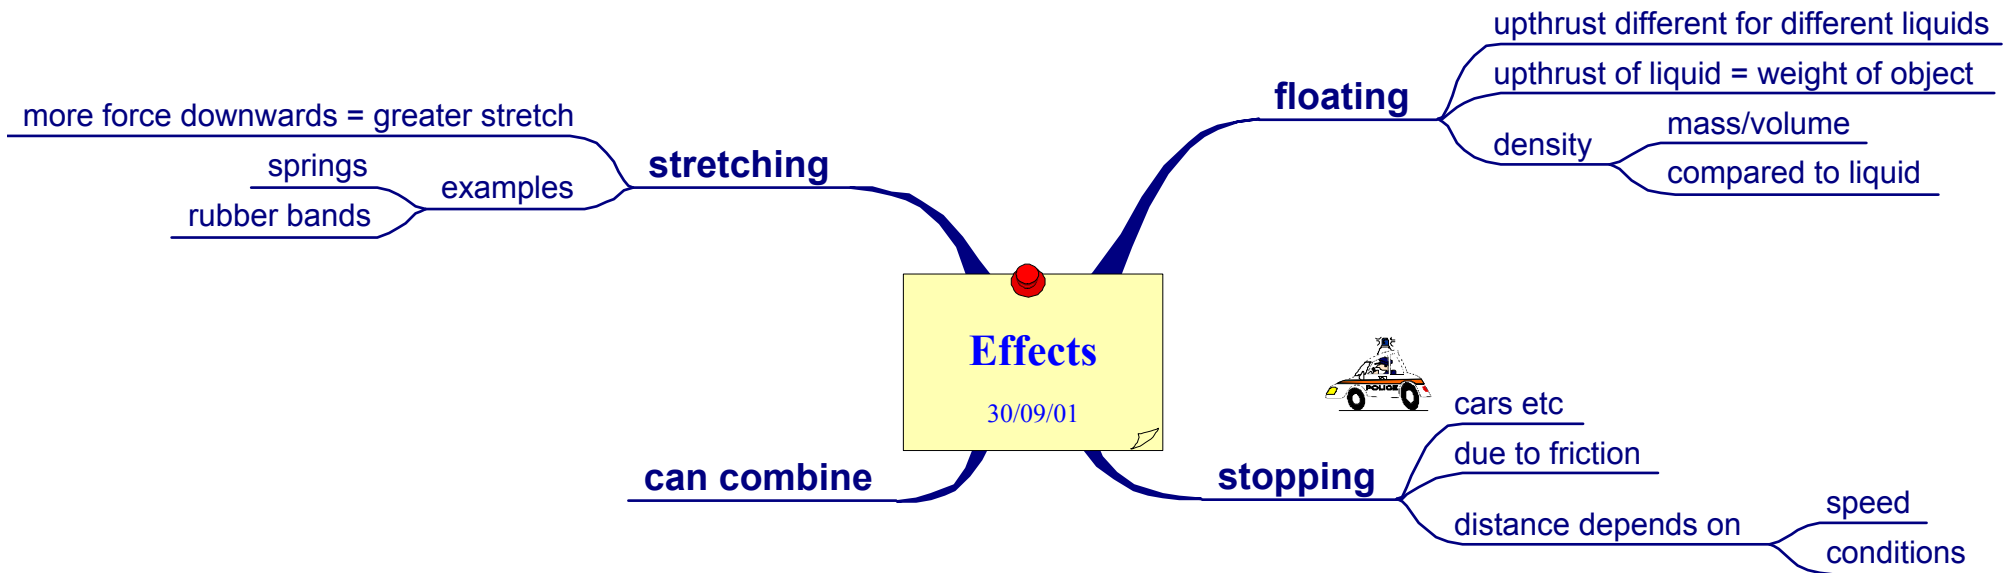 upthrust different for different liquids
upthrust of liquid = weight of object
floating
mass/volume
density
compared to liquid
more force downwards = greater stretch
stretching
springs
examples
rubber bands
Effects
30/09/01
POLICE
cars etc
due to friction
stopping
speed
distance depends on
conditions
can combine